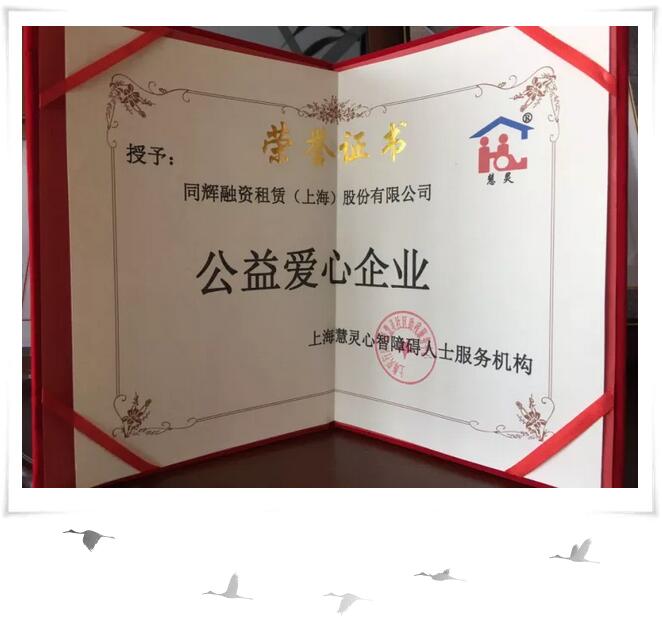 荣誉证书
®
慧灵
授予：
同辉融资租赁（上海）股份有限公司
公益爱心企业
上海慧灵心智障碍人士服务机构